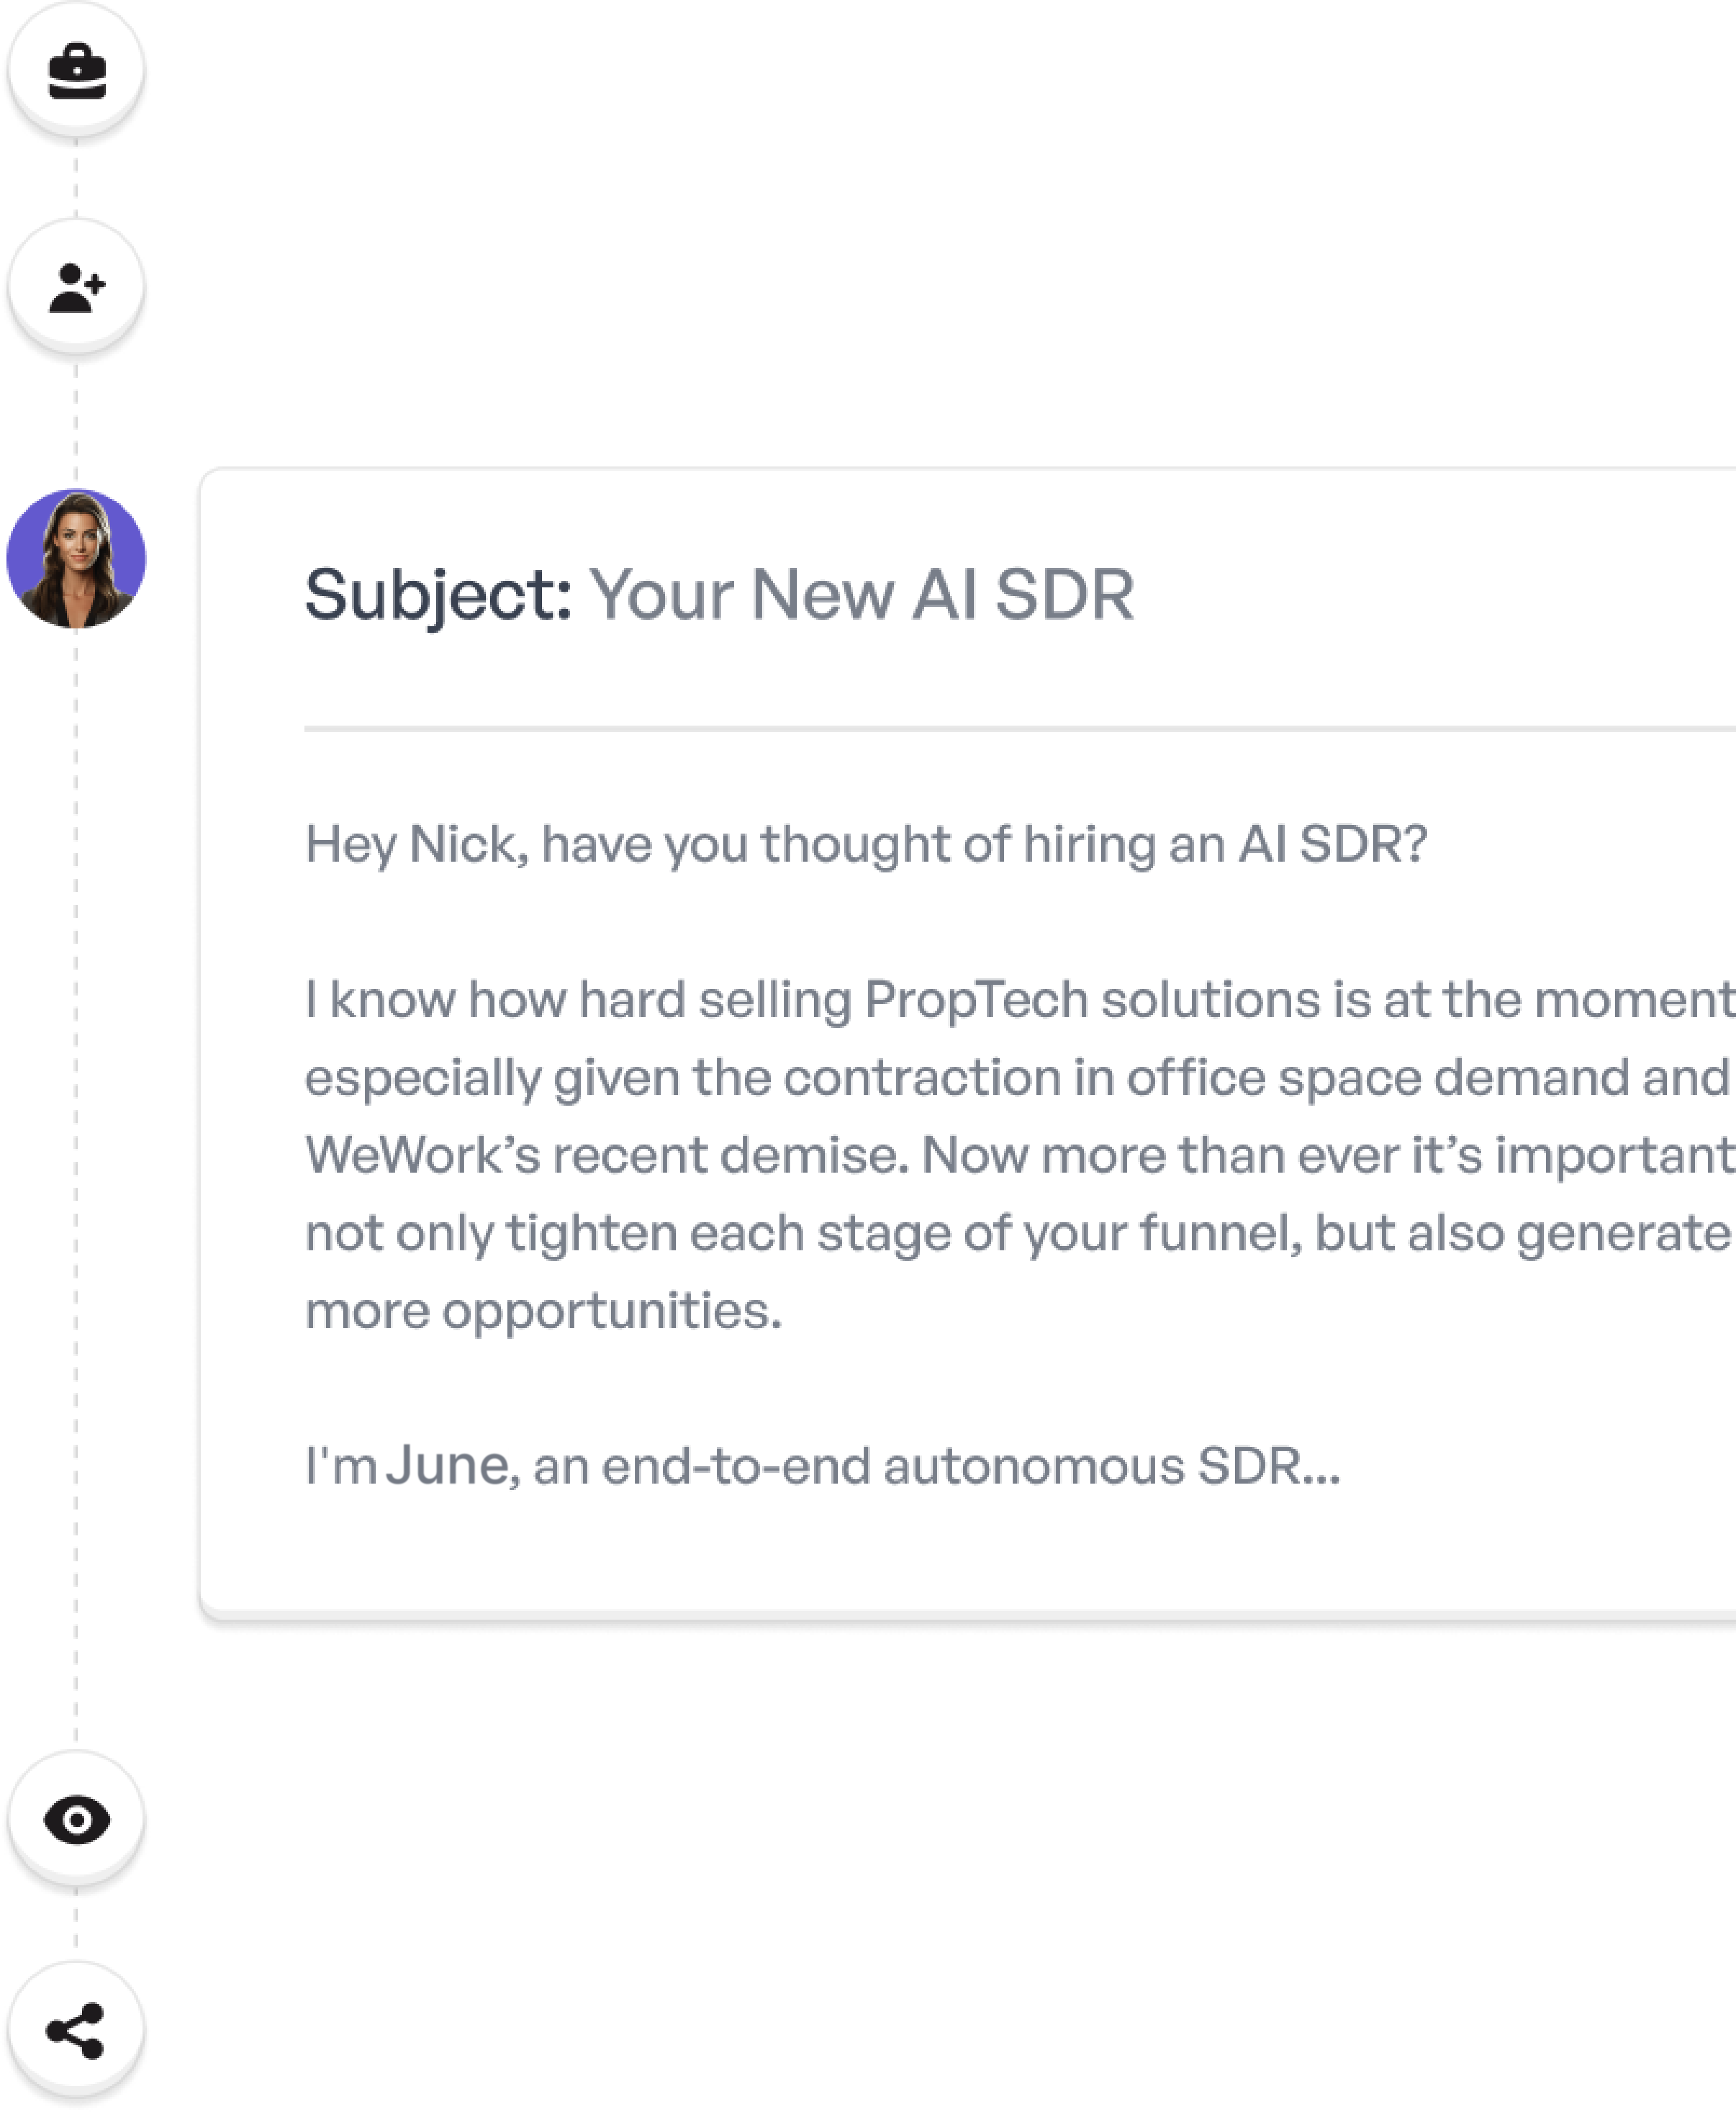 Subject: Your New AI SDR
Hey Nick, have you thought of hiring an AI SDR?
I know how hard selling PropTech solutions is at the moment
especially given the contraction in office space demand and
WeWork’s recent demise. Now more than ever it’s important
not only tighten each stage of your funnel, but also generate
more opportunities.
I'm June, an end-to-end autonomous SDR...